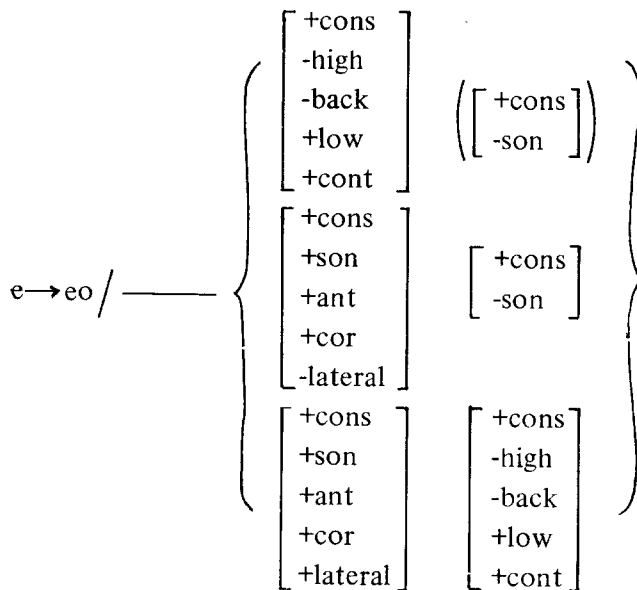 +cons
-high
-back +cons
+low -son
+cont
+cons
+son +cons
e→eo / —— +ant -son
+cor
-lateral
+cons +cons
+son -high
+ant -back
+cor +low
+lateral +cont